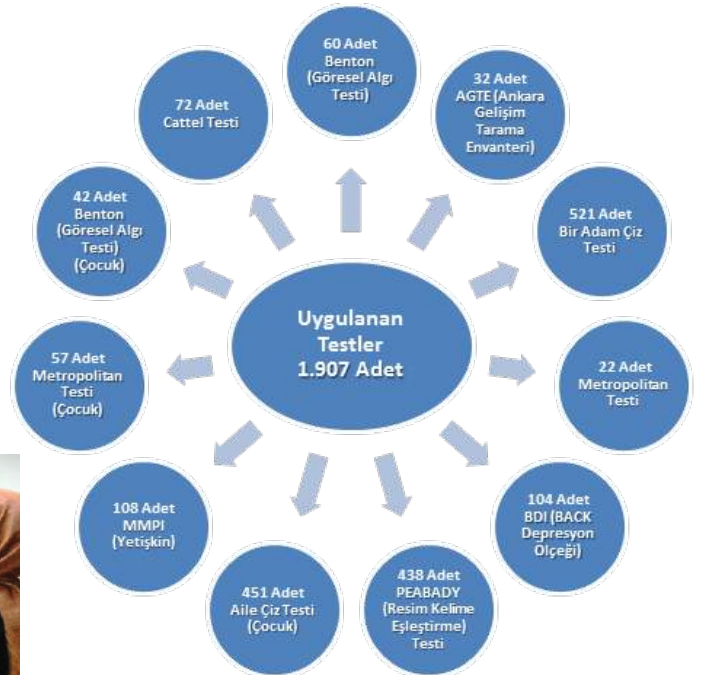 Uygulanan
Testler
1.907 Adet
60 Adet
Benton
(Göresel Algı
Testi)
32 Adet
AGTE (Ankara
Gelişim
Tarama
Envanteri)
521 Adet
Bir Adam Çiz
Testi
22 Adet
Metropolitan
Testi
104 Adet
BDI (BACK
Depresyon
Ölçeği)
438 Adet
PEABADY
(Resim Kelime
Eşleştirme)
Testi
451 Adet
Aile Çiz Testi
(Çocuk)
108 Adet
MMPI
(Yetişkin)
57 Adet
Metropolitan
Testi
(Çocuk)
42 Adet
Benton
(Göresel Algı
Testi)
(Çocuk)
72 Adet
Cattel Testi